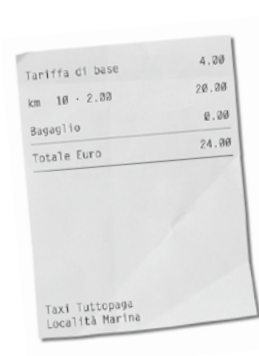 Tariffa di base 4.00
km 10 · 2.00 20.00
Bagaglio 0.00
Totale Euro 24.00
Taxi Tuttopaga
Località Marina